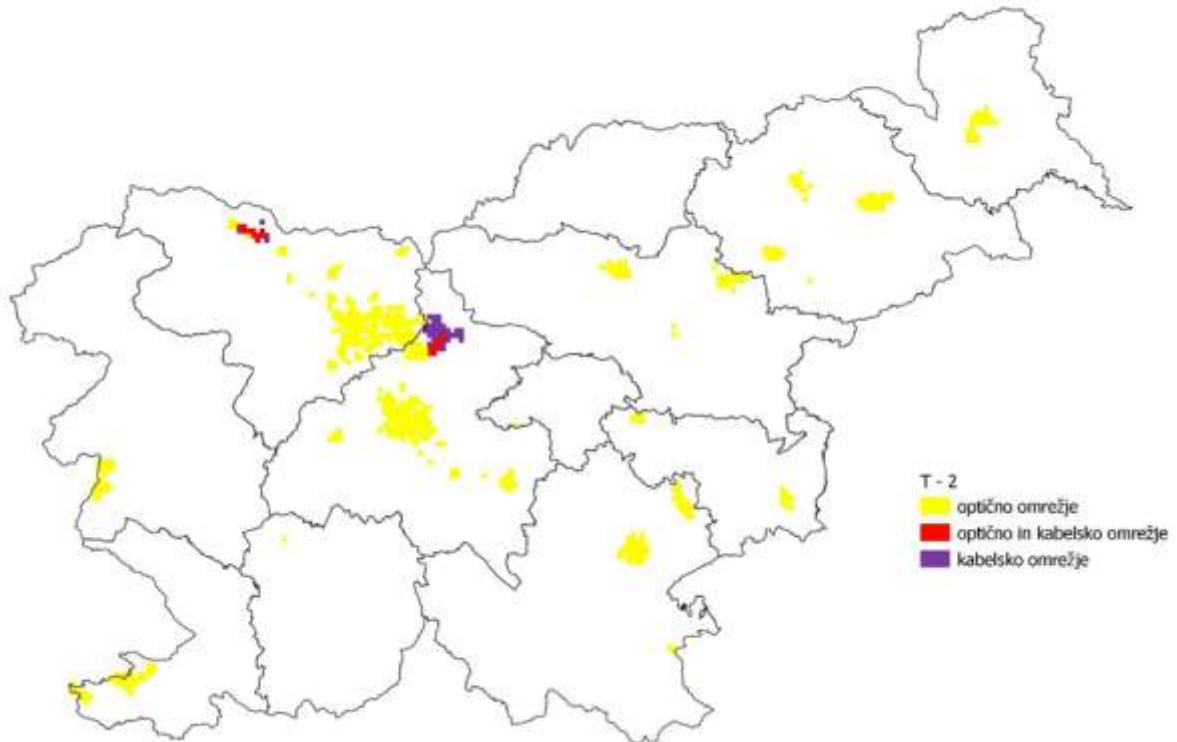 T - 2
optično omrežje
optično in kabelsko omrežje
kabelsko omrežje